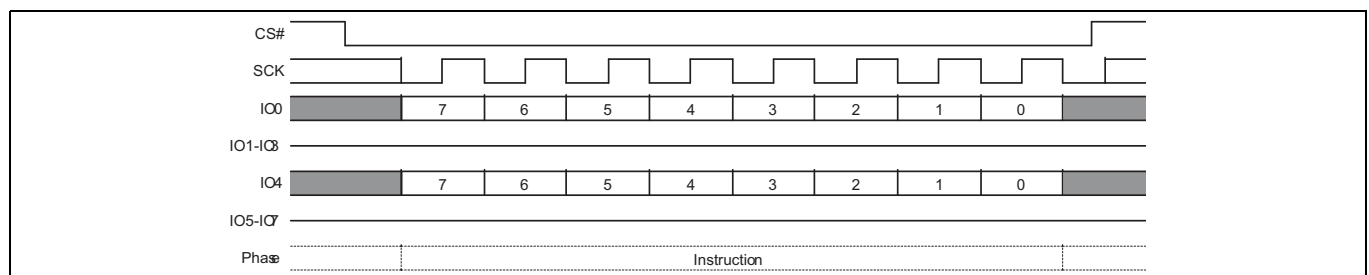 CS#
SCK
IO0 7 6 5 4 3 2 1 0
IO1-IO3
IO4 7 6 5 4 3 2 1 0
IO5-IO7
Phase Instruction